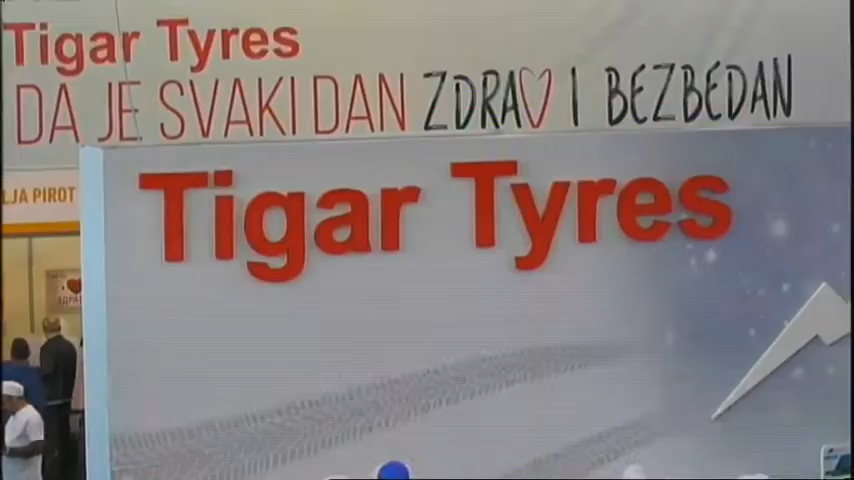 Tigar Tyres
DA JE SVAKI DAN ZDRAV I BEZBEDAN
LJA PIROT
Tigar Tyres